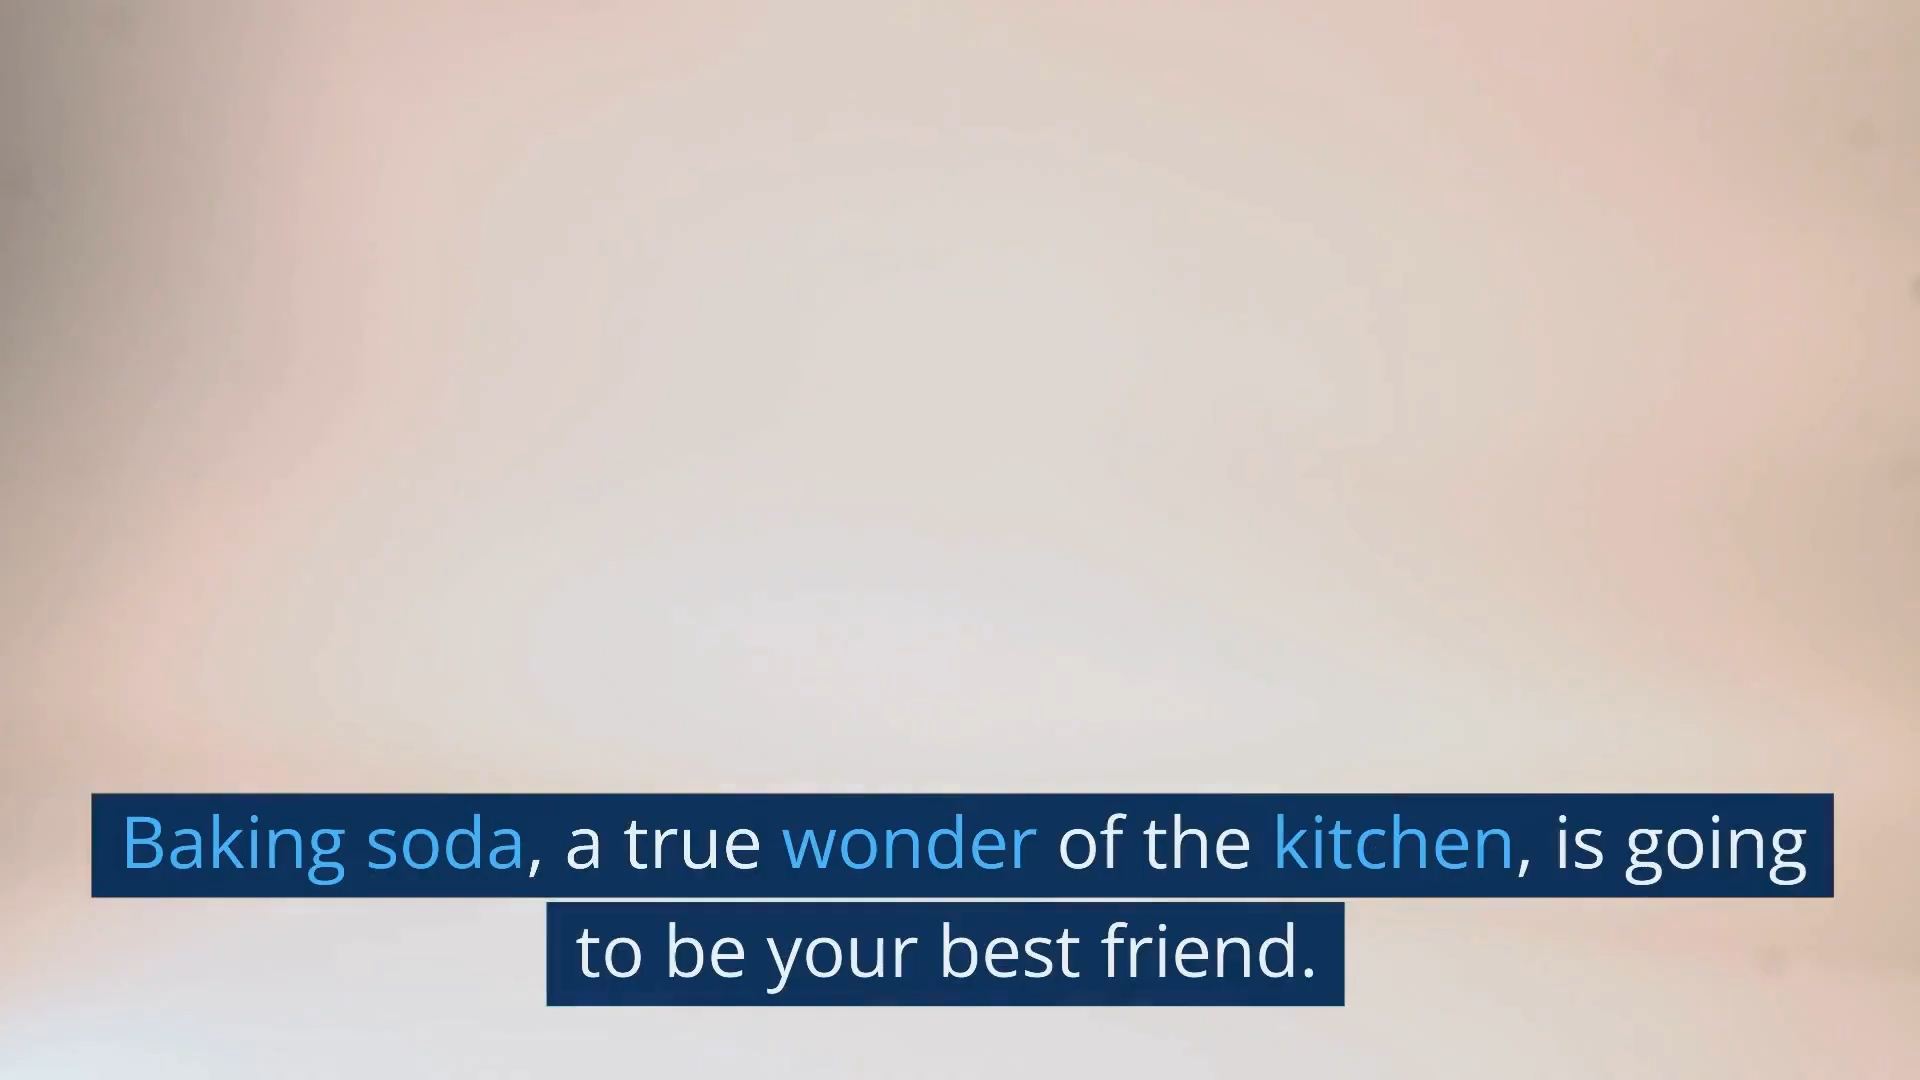 Baking soda, a true wonder of the kitchen, is going
to be your best friend.